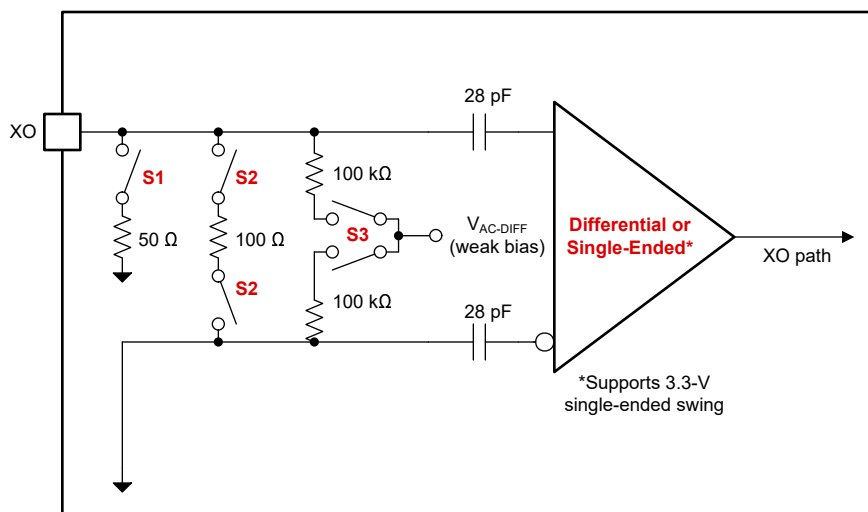 28 pF
XO
S1
S2
100 kΩ
50 Ω
100 Ω
S3
V_AC-DIFF
(weak bias)
Differential or
Single-Ended*
XO path
S2
100 kΩ
28 pF
*Supports 3.3-V
single-ended swing